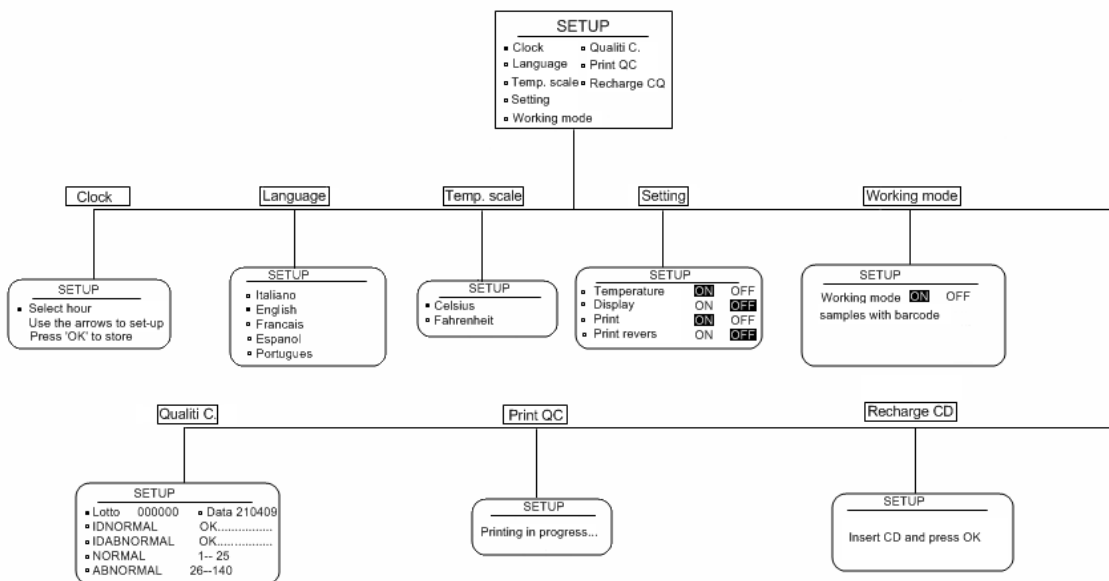 SETUP
Clock Qualiti C.
Language Print QC
Temp. scale Recharge CQ
Setting
Working mode
Clock Language Temp. scale Setting Working mode
SETUP
Select hour
Use the arrows to set-up
Press 'OK' to store
SETUP
Italiano
English
Francais
Espanol
Portugues
SETUP
Celsius
Fahrenheit
SETUP
Temperature ON OFF
Display ON OFF
Print ON OFF
Print revers ON OFF
SETUP
Working mode ON OFF
samples with barcode
Qualiti C. Print QC Recharge CD
SETUP
Lotto 000000 Data 210409
IDNORMAL OK................
IDABNORMAL OK................
NORMAL 1-- 25
ABNORMAL 26--140
SETUP
Printing in progress...
SETUP
Insert CD and press OK